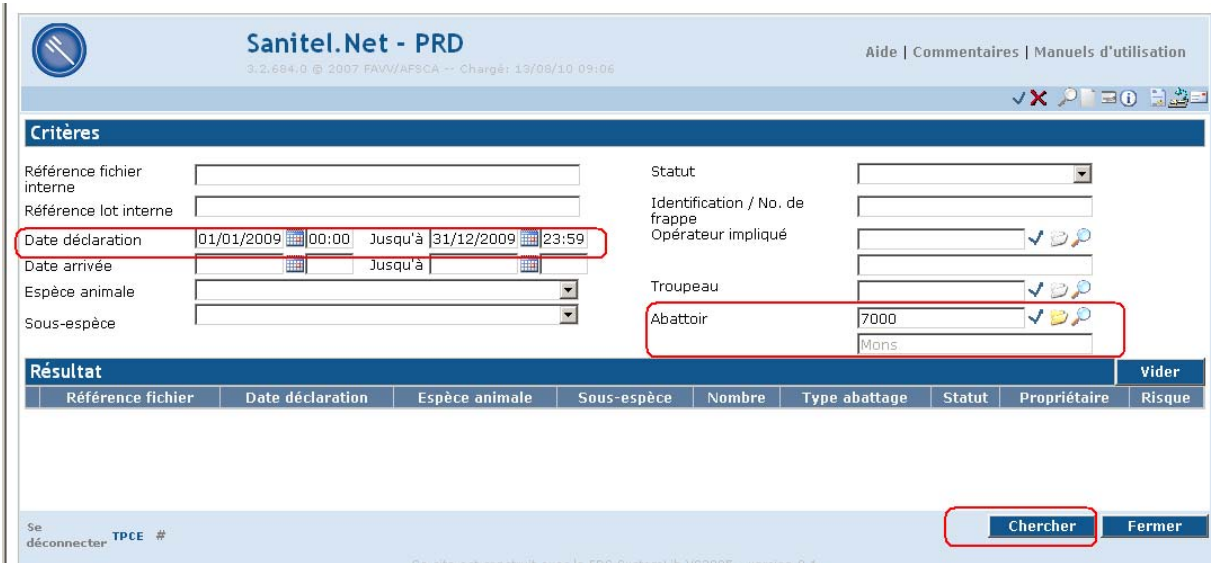 Sanitel.Net - PRD
3.2.684.0 © 2007 FAVV/AFSCA -- Chargé: 13/08/10 09:06
Aide | Commentaires | Manuels d'utilisation
Critères
Référence fichier
interne
Référence lot interne
Date déclaration 01/01/2009 00:00 Jusqu'à 31/12/2009 23:59
Date arrivée Jusqu'à
Espèce animale
Sous-espèce
Statut
Identification / No. de
frappe
Opérateur impliqué
Troupeau
Abattoir 7000
Mons
Résultat Vider
Référence fichier Date déclaration Espèce animale Sous-espèce Nombre Type abattage Statut Propriétaire Risque
Se
déconnecter TPCE #
Chercher Fermer